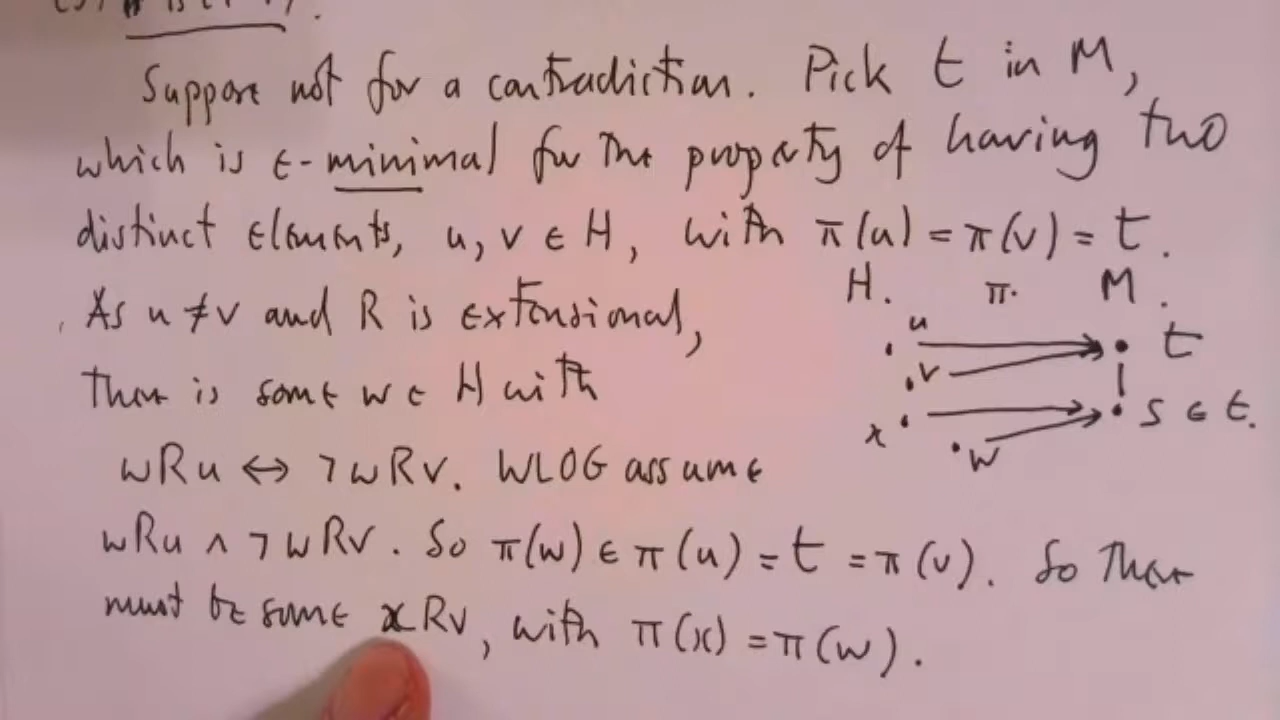 Suppose not for a contradiction. Pick t in M,
which is ϵ-minimal for the property of having two
distinct elements, u, v ∈ H, with π(u) = π(v) = t.
As u ≠ v and R is extensional,
H. π. M.
u t
v
x s ∈ t.
w
there is some w ∈ H with
wRu ↔ ¬wRv. WLOG assume
wRu ∧ ¬wRv. So π(w) ∈ π(u) = t = π(v). So there
must be some xRv, with π(x) = π(w).